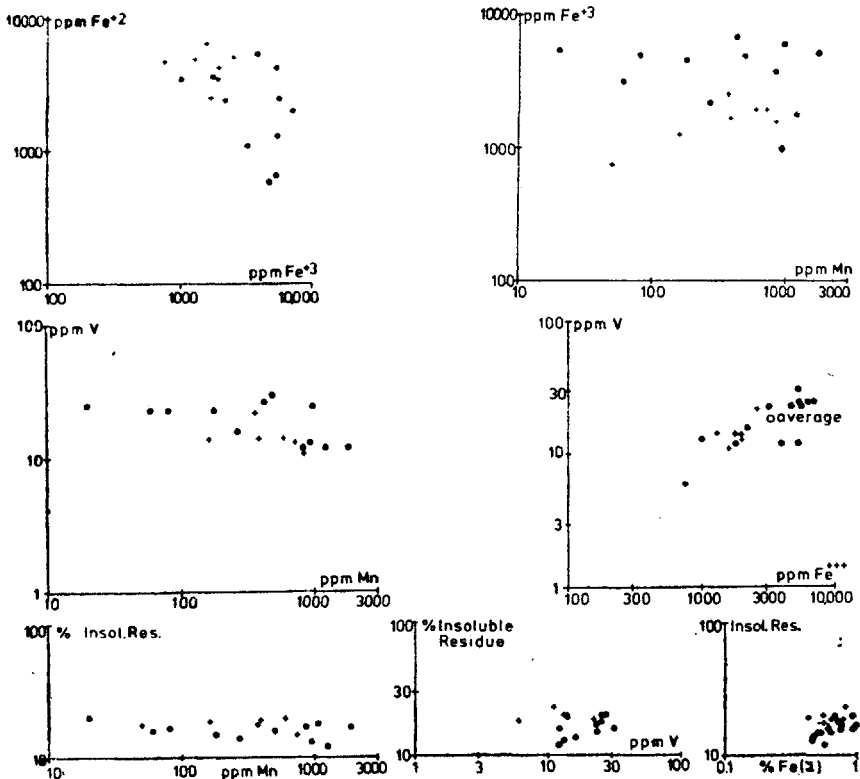 10000 ppm Fe+2
1000
100
100 1000 10,000
ppm Fe+3
10000 ppm Fe+3
1000
100
10 100 1000 3000
ppm Mn
100 ppm V
10
1
10 100 1000 3000
ppm Mn
100 ppm V
30
10
3
1
oaverage
ppm Fe+++
100 300 1000 3000 10,000
100 % Insol.Res.
10
10 100 1000 3000
ppm Mn
100 % Insoluble
Residue
30
10
1 3 10 30 100
ppm V
100 Insol.Res.
10
0.1 1
% Fe(Σ)